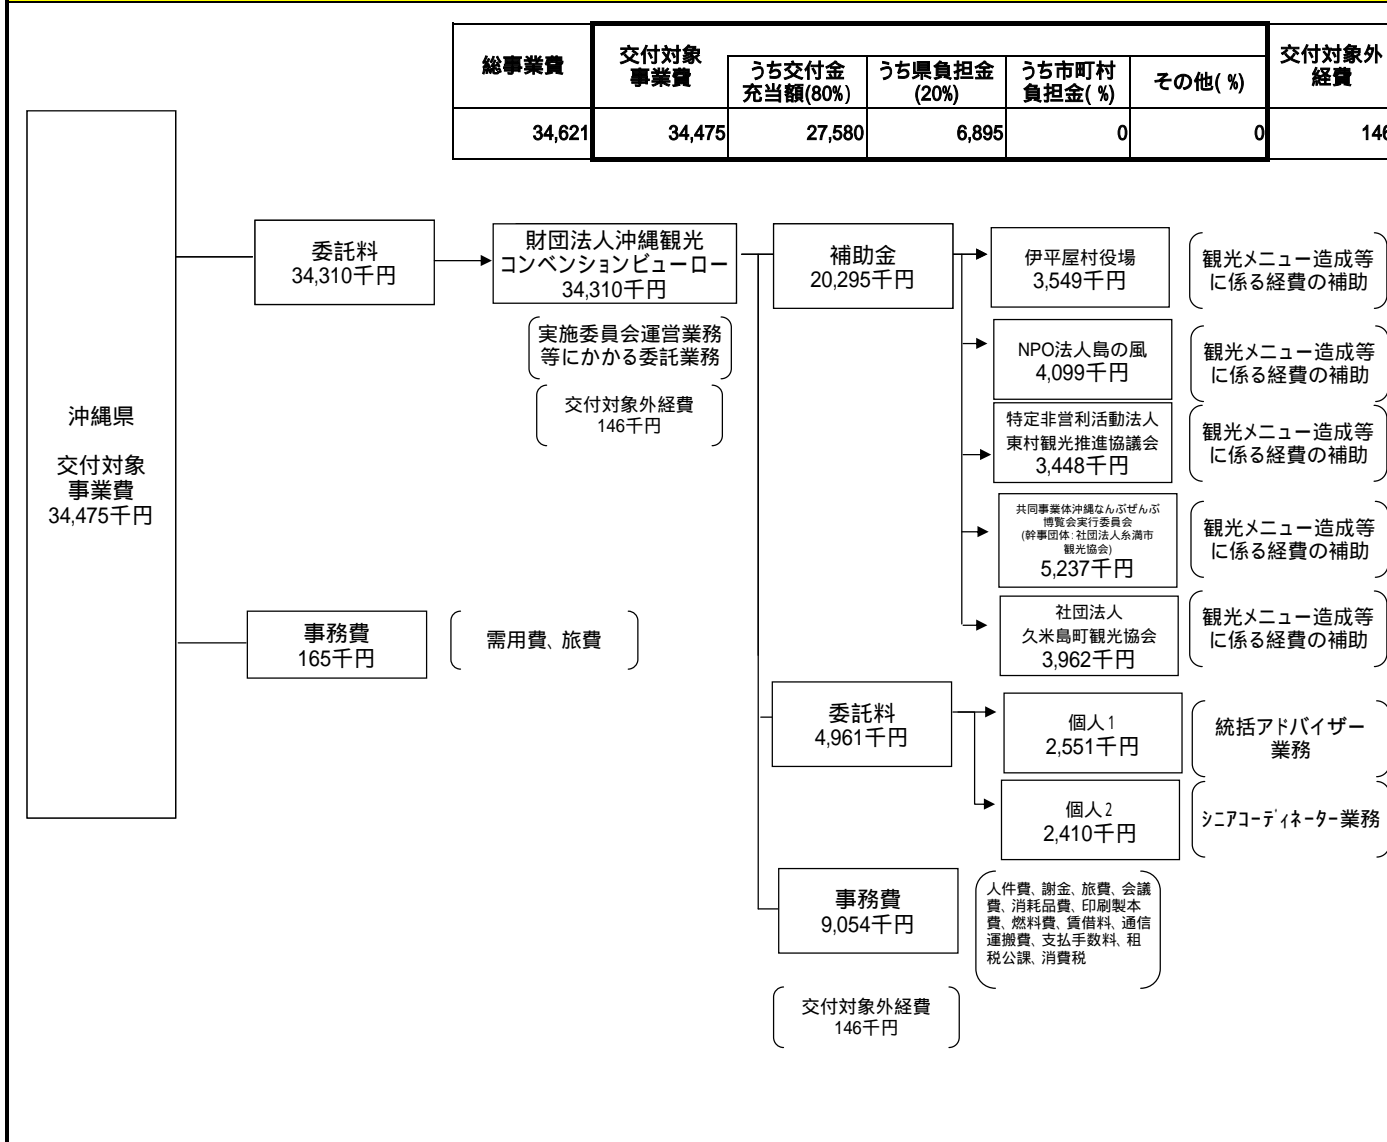 総事業費
交付対象
事業費
うち交付金
充当額(80%)
うち県負担金
(20%)
うち市町村
負担金( %)
その他( %)
交付対象外
経費
34,621
34,475
27,580
6,895
0
0
146
沖縄県
交付対象
事業費
34,475千円
委託料
34,310千円
財団法人沖縄観光
コンベンションビューロー
34,310千円
実施委員会運営業務
等にかかる委託業務
交付対象外経費
146千円
事務費
165千円
需用費、旅費
補助金
20,295千円
伊平屋村役場
3,549千円
観光メニュー造成等
に係る経費の補助
NPO法人島の風
4,099千円
観光メニュー造成等
に係る経費の補助
特定非営利活動法人
東村観光推進協議会
3,448千円
観光メニュー造成等
に係る経費の補助
共同事業体沖縄なんぶぜんぶ
博覧会実行委員会
(幹事団体:社団法人糸満市
観光協会)
5,237千円
観光メニュー造成等
に係る経費の補助
社団法人
久米島町観光協会
3,962千円
観光メニュー造成等
に係る経費の補助
委託料
4,961千円
個人1
2,551千円
統括アドバイザー
業務
個人2
2,410千円
シニアコーディネーター業務
事務費
9,054千円
人件費、謝金、旅費、会議
費、消耗品費、印刷製本
費、燃料費、賃借料、通信
運搬費、支払手数料、租
税公課、消費税
交付対象外経費
146千円